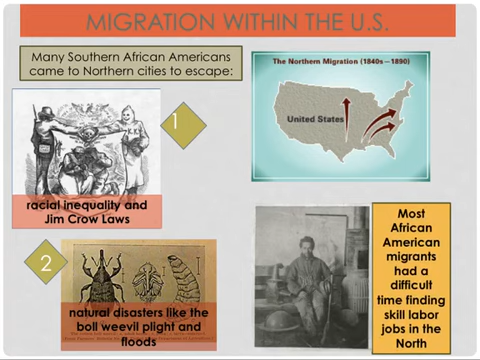 MIGRATION WITHIN THE U.S.
Many Southern African Americans
came to Northern cities to escape:
1
racial inequality and
Jim Crow Laws
2
natural disasters like the
boll weevil plight and
floods
The Northern Migration (1840s—1890)
United States
Most
African
American
migrants
had a
difficult
time finding
skill labor
jobs in the
North